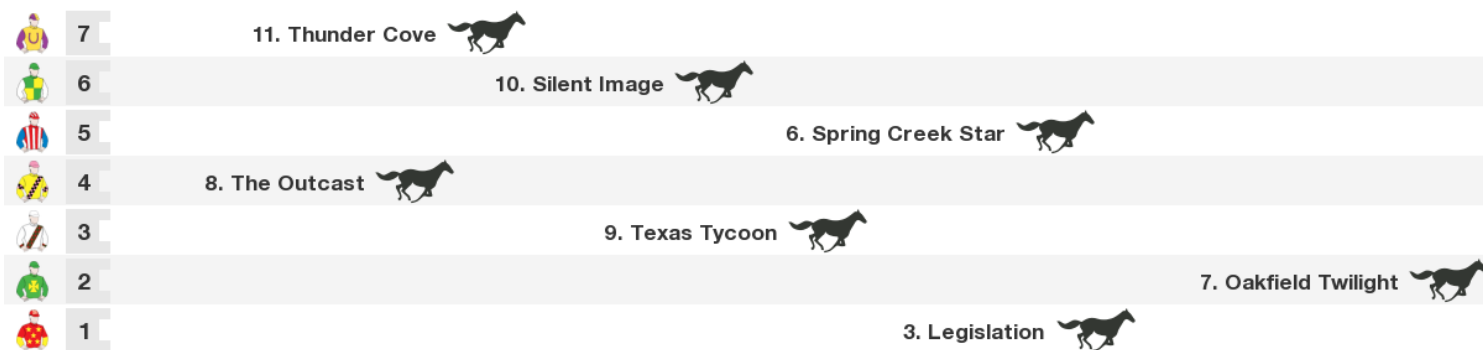 7 11. Thunder Cove
6 10. Silent Image
5 6. Spring Creek Star
4 8. The Outcast
3 9. Texas Tycoon
2 7. Oakfield Twilight
1 3. Legislation